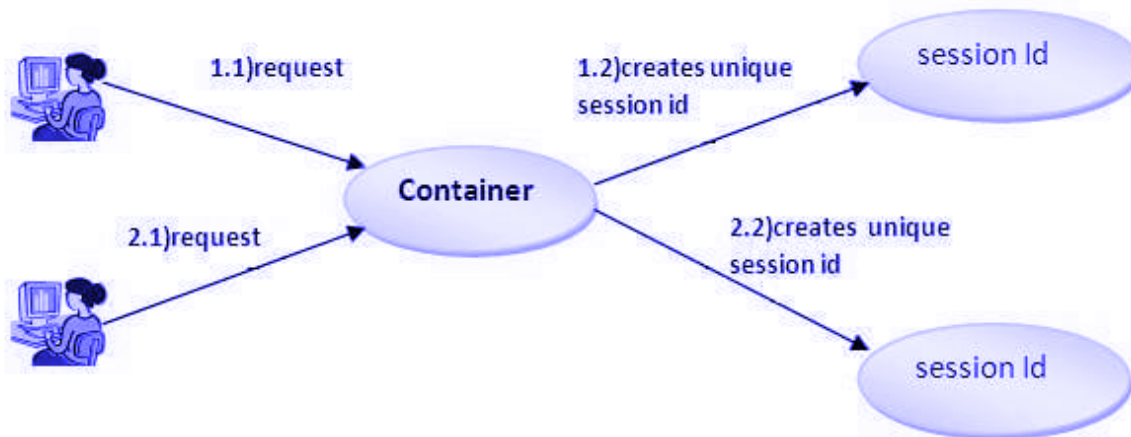 1.1)request
1.2)creates unique
session id
session Id
Container
2.1)request
2.2)creates unique
session id
session Id